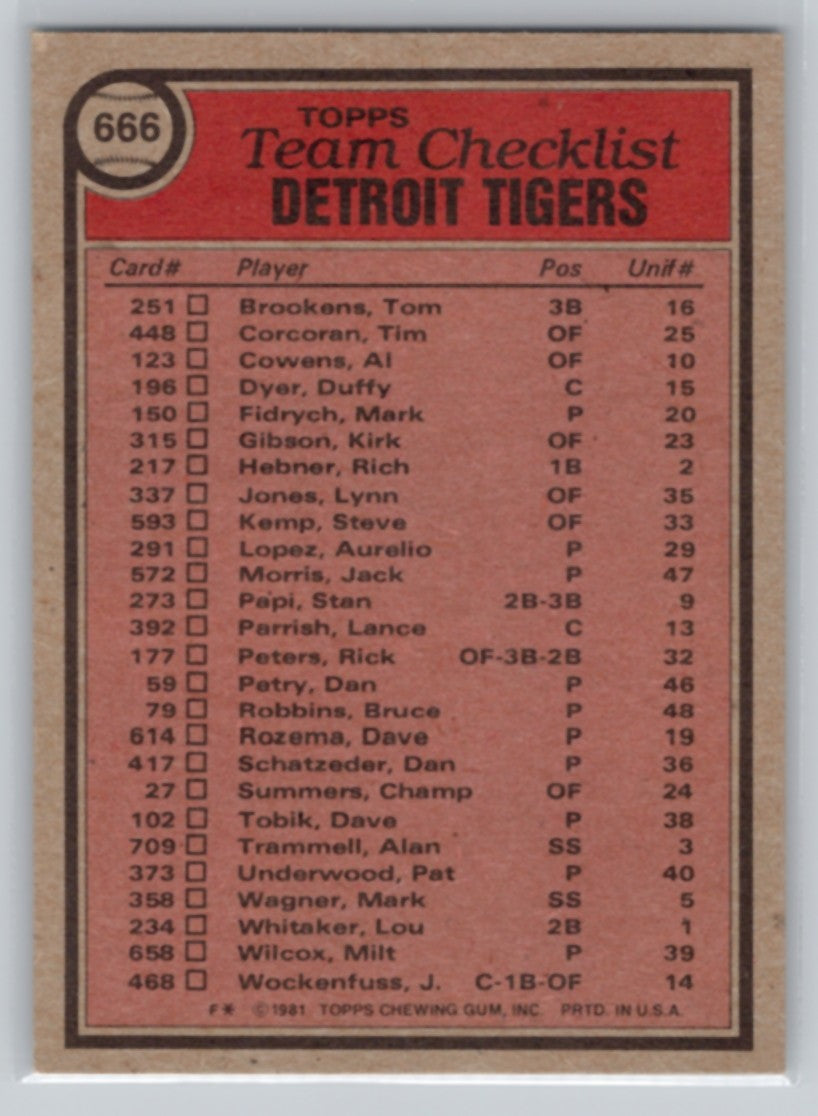 666
TOPPS
Team Checklist
DETROIT TIGERS
Card# Player Pos Unif#
251 Brookens, Tom 3B 16
448 Corcoran, Tim OF 25
123 Cowens, Al OF 10
196 Dyer, Duffy C 15
150 Fidrych, Mark P 20
315 Gibson, Kirk OF 23
217 Hebner, Rich 1B 2
337 Jones, Lynn OF 35
593 Kemp, Steve OF 33
291 Lopez, Aurelio P 29
572 Morris, Jack P 47
273 Papi, Stan 2B-3B 9
392 Parrish, Lance C 13
177 Peters, Rick OF-3B-2B 32
59 Petry, Dan P 46
79 Robbins, Bruce P 48
614 Rozema, Dave P 19
417 Schatzeder, Dan P 36
27 Summers, Champ OF 24
102 Tobik, Dave P 38
709 Trammell, Alan SS 3
373 Underwood, Pat P 40
358 Wagner, Mark SS 5
234 Whitaker, Lou 2B 1
658 Wilcox, Milt P 39
468 Wockenfuss, J. C-1B-OF 14
F* ©1981 TOPPS CHEWING GUM, INC. PRTD. IN U.S.A.